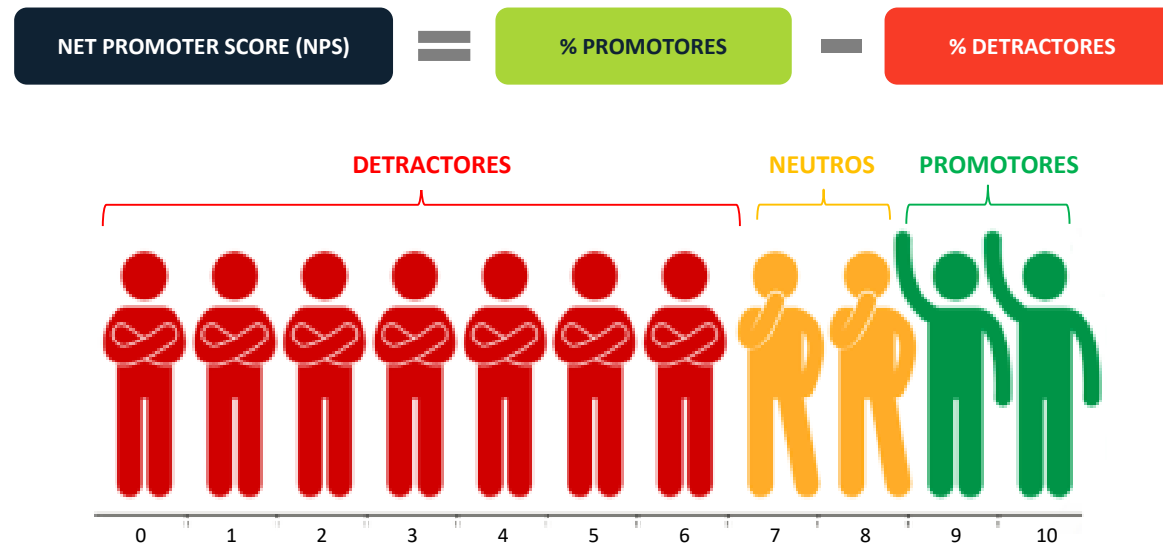 NET PROMOTER SCORE (NPS) = % PROMOTORES - % DETRACTORES
DETRACTORES NEUTROS PROMOTORES
0 1 2 3 4 5 6 7 8 9 10